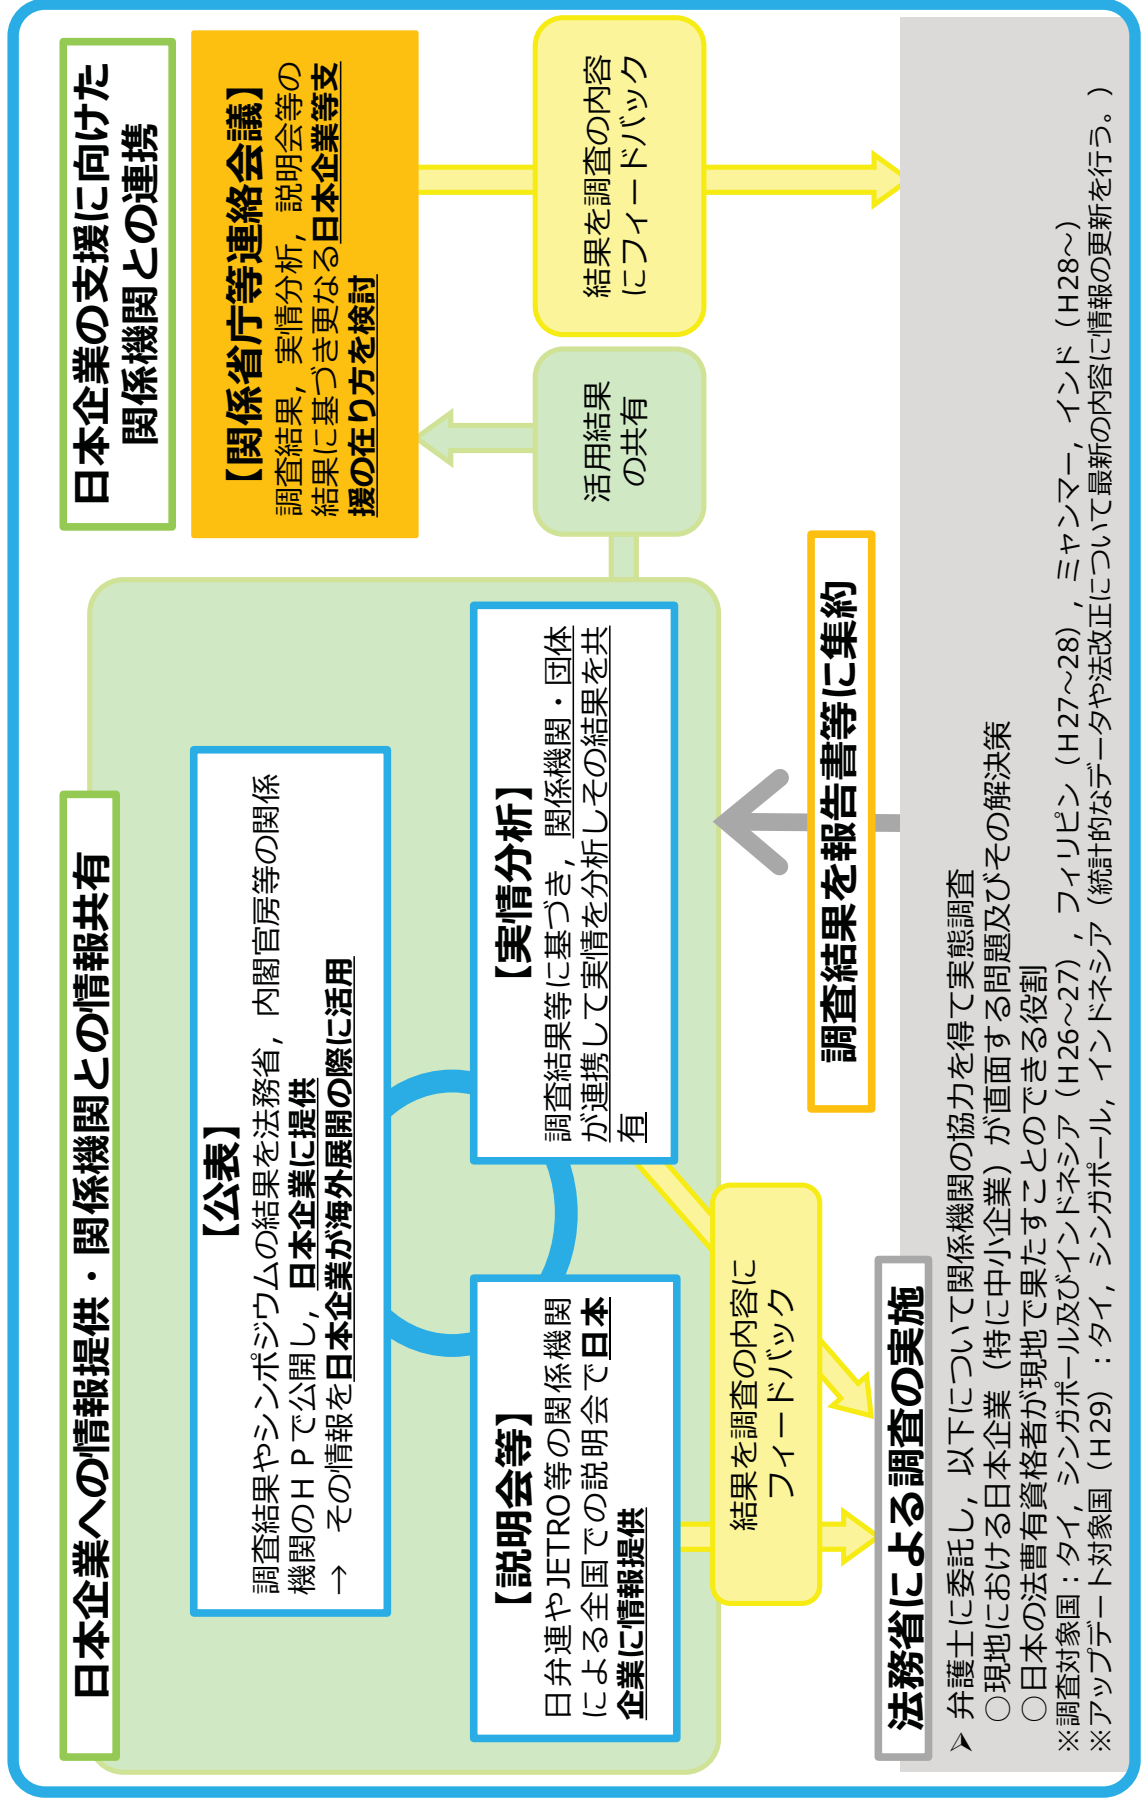 日本企業への情報提供・関係機関との情報共有
【公表】
調査結果やシンポジウムの結果を法務省，内閣官房等の関係
機関のＨＰで公開し，日本企業に提供
→　その情報を日本企業が海外展開の際に活用
【説明会等】
日弁連やJETRO等の関係機関
による全国での説明会で日本
企業に情報提供
【実情分析】
調査結果等に基づき，関係機関・団体
が連携して実情を分析しその結果を共
有
日本企業の支援に向けた
関係機関との連携
【関係省庁等連絡会議】
調査結果，実情分析，説明会等の
結果に基づき更なる日本企業等支
援の在り方を検討
活用結果
の共有
結果を調査の内容
にフィードバック
結果を調査の内容に
フィードバック
調査結果を報告書等に集約
法務省による調査の実施
➢ 弁護士に委託し，以下について関係機関の協力を得て実態調査
○現地における日本企業（特に中小企業）が直面する問題及びその解決策
○日本の法曹有資格者が現地で果たすことのできる役割
※調査対象国：タイ，シンガポール及びインドネシア（H26～27），フィリピン（H27～28），ミャンマー，インド（H28～）
※アップデート対象国（H29）：タイ，シンガポール，インドネシア（統計的なデータや法改正について最新の内容に情報の更新を行う。）